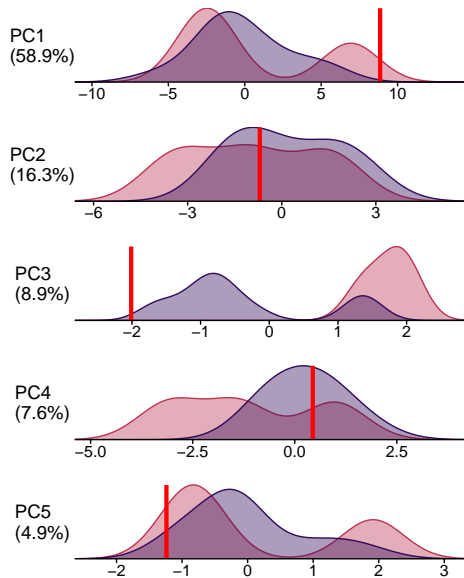 PC1
(58.9%)
−10 −5 0 5 10
PC2
(16.3%)
−6 −3 0 3
PC3
(8.9%)
−2 −1 0 1 2
PC4
(7.6%)
−5.0 −2.5 0.0 2.5
PC5
(4.9%)
−2 −1 0 1 2 3